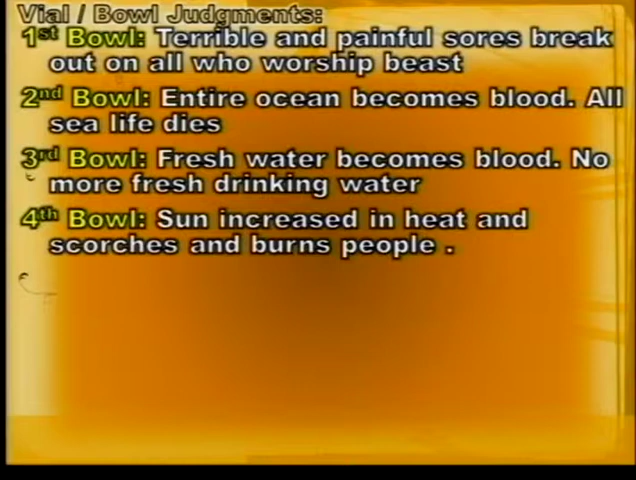 Vial / Bowl Judgments:
1st Bowl: Terrible and painful sores break
out on all who worship beast
2nd Bowl: Entire ocean becomes blood. All
sea life dies
3rd Bowl: Fresh water becomes blood. No
more fresh drinking water
4th Bowl: Sun increased in heat and
scorches and burns people .